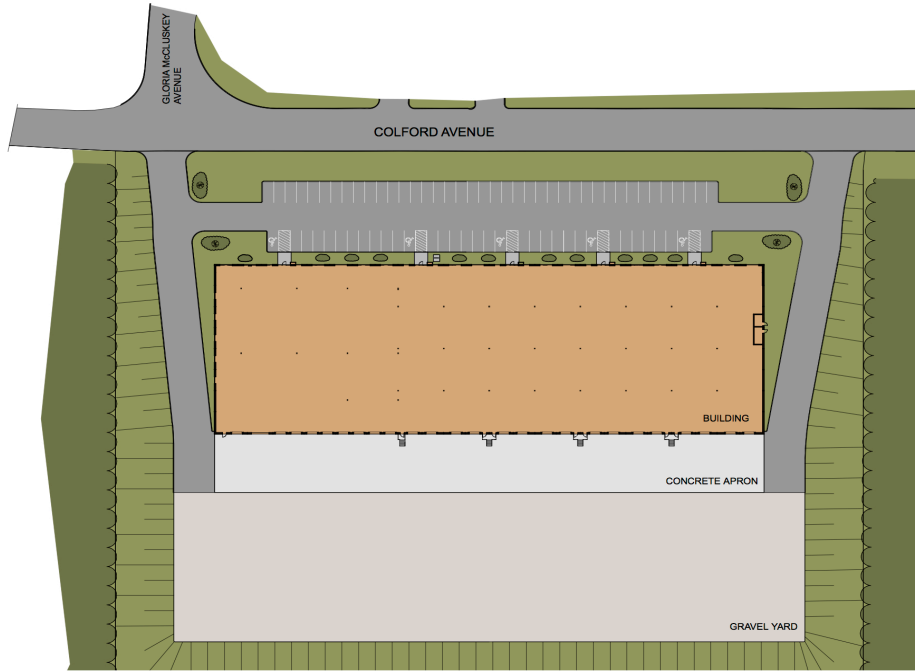 GLORIA McCLUSKEY
AVENUE
COLFORD AVENUE
BUILDING
CONCRETE APRON
GRAVEL YARD